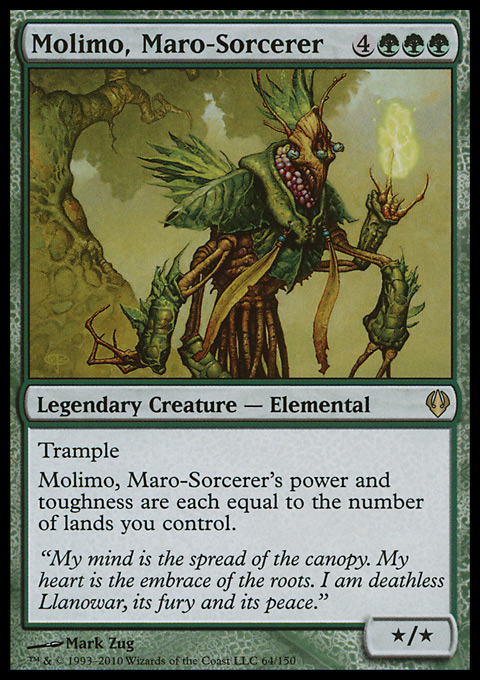 Molimo, Maro-Sorcerer 4
Legendary Creature — Elemental
Trample
Molimo, Maro-Sorcerer's power and
toughness are each equal to the number
of lands you control.
“My mind is the spread of the canopy. My
heart is the embrace of the roots. I am deathless
Llanowar, its fury and its peace.”
★/★
Mark Zug
™ & © 1993–2010 Wizards of the Coast LLC 64/150